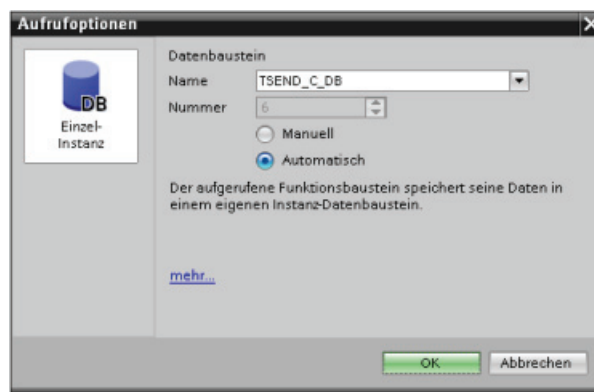 Aufrufoptionen
Datenbaustein
Name TSEND_C_DB
Nummer 6
DB
Einzel-
Instanz
Manuell
Automatisch
Der aufgerufene Funktionsbaustein speichert seine Daten in
einem eigenen Instanz-Datenbaustein.
mehr...
OK Abbrechen